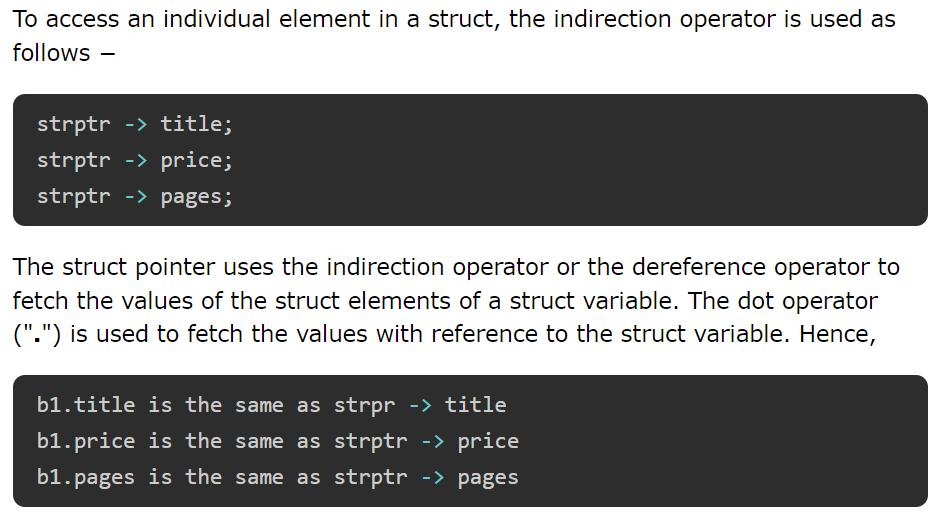 To access an individual element in a struct, the indirection operator is used as
follows −
strptr -> title;
strptr -> price;
strptr -> pages;
The struct pointer uses the indirection operator or the dereference operator to
fetch the values of the struct elements of a struct variable. The dot operator
(".") is used to fetch the values with reference to the struct variable. Hence,
b1.title is the same as strpr -> title
b1.price is the same as strptr -> price
b1.pages is the same as strptr -> pages